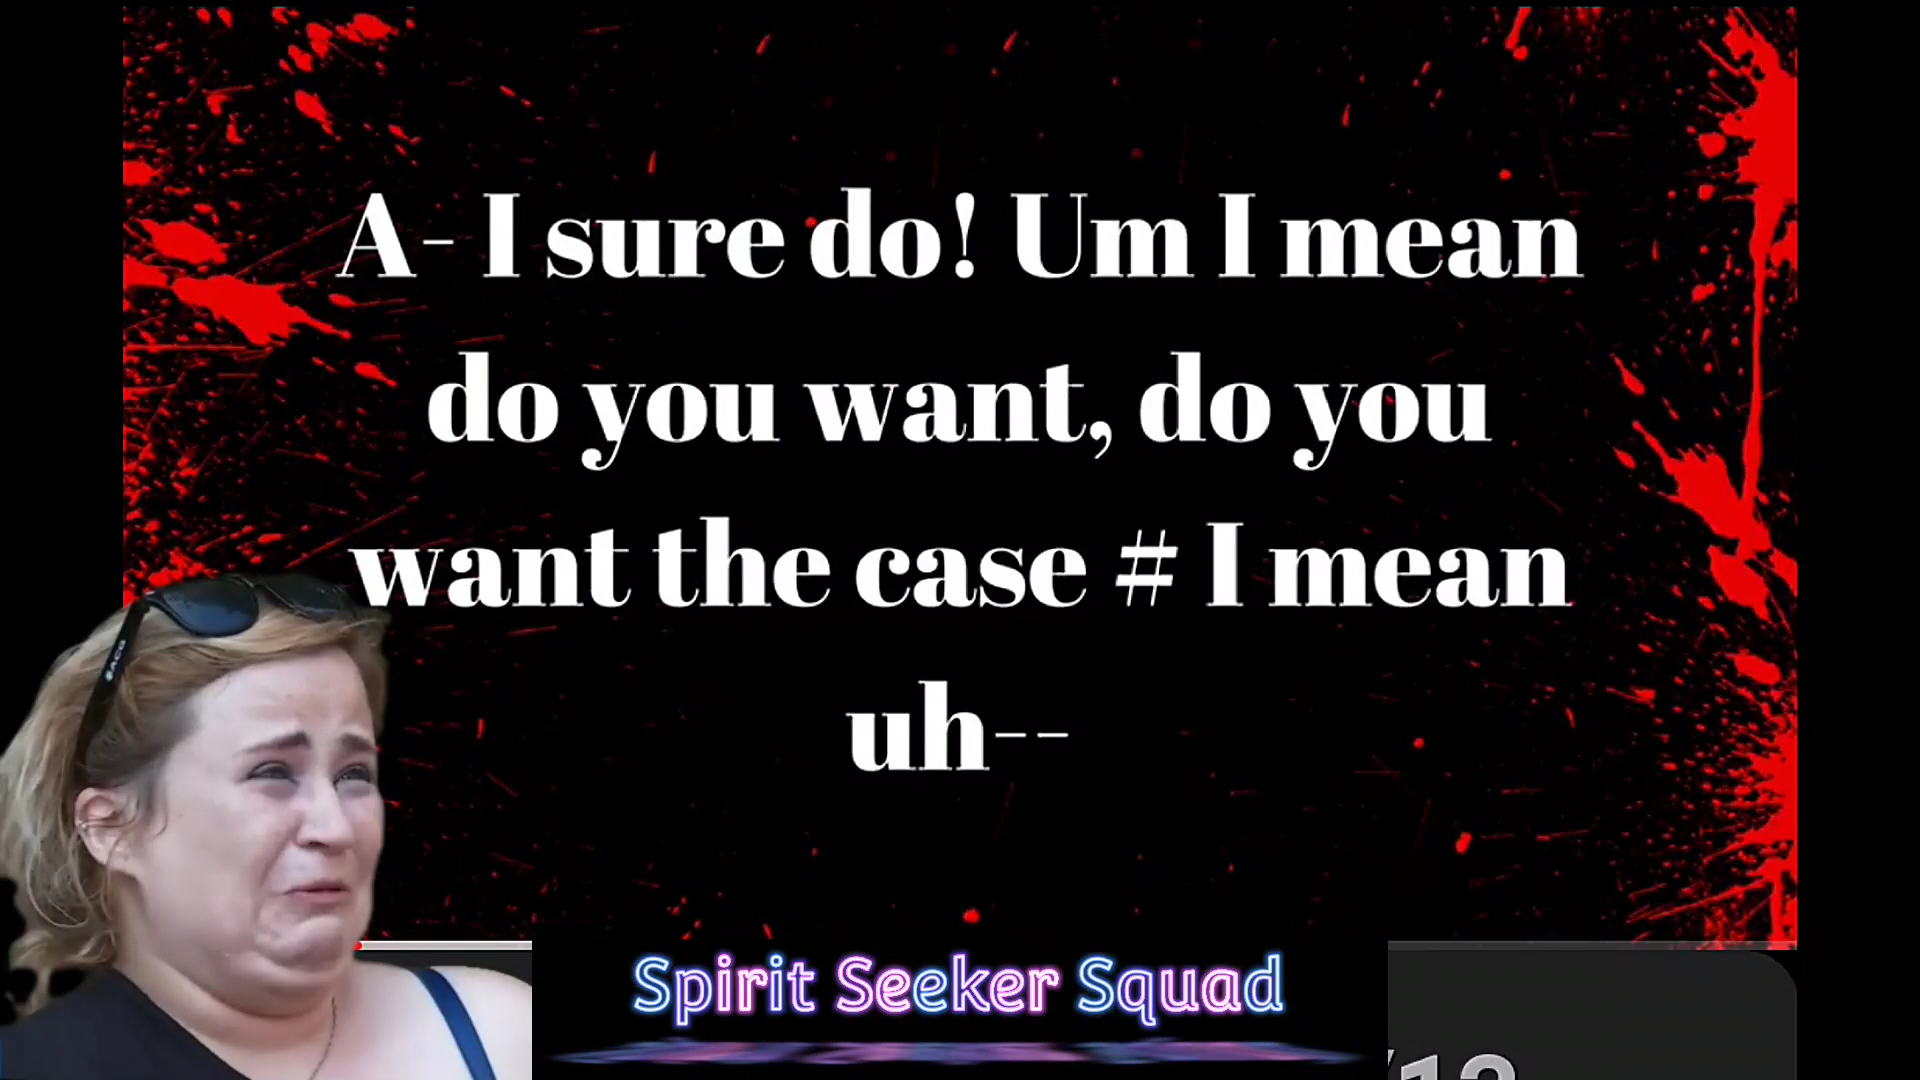 A- I sure do! Um I mean
do you want, do you
want the case # I mean
uh--
Spirit Seeker Squad